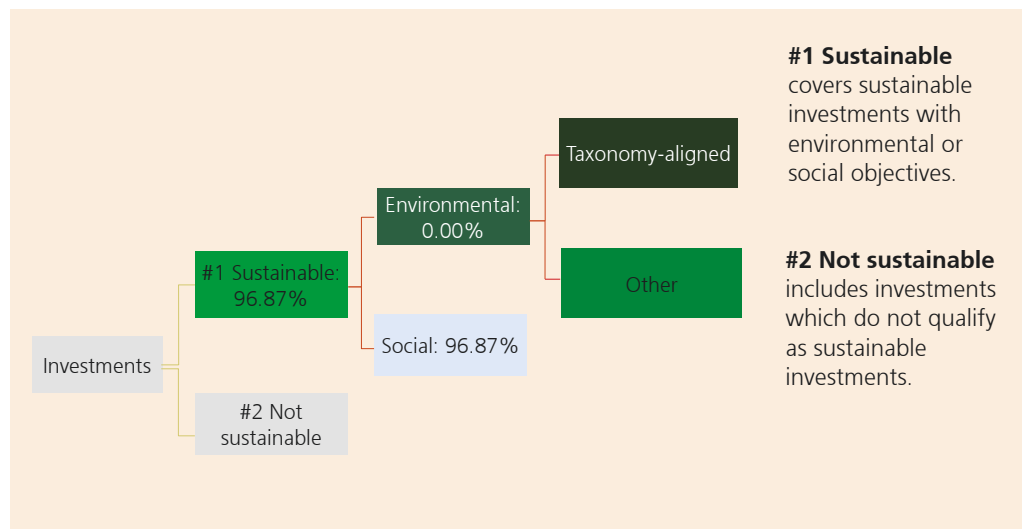 Investments
#1 Sustainable:
96.87%
#2 Not
sustainable
Environmental:
0.00%
Social: 96.87%
Taxonomy-aligned
Other
#1 Sustainable
covers sustainable
investments with
environmental or
social objectives.
#2 Not sustainable
includes investments
which do not qualify
as sustainable
investments.